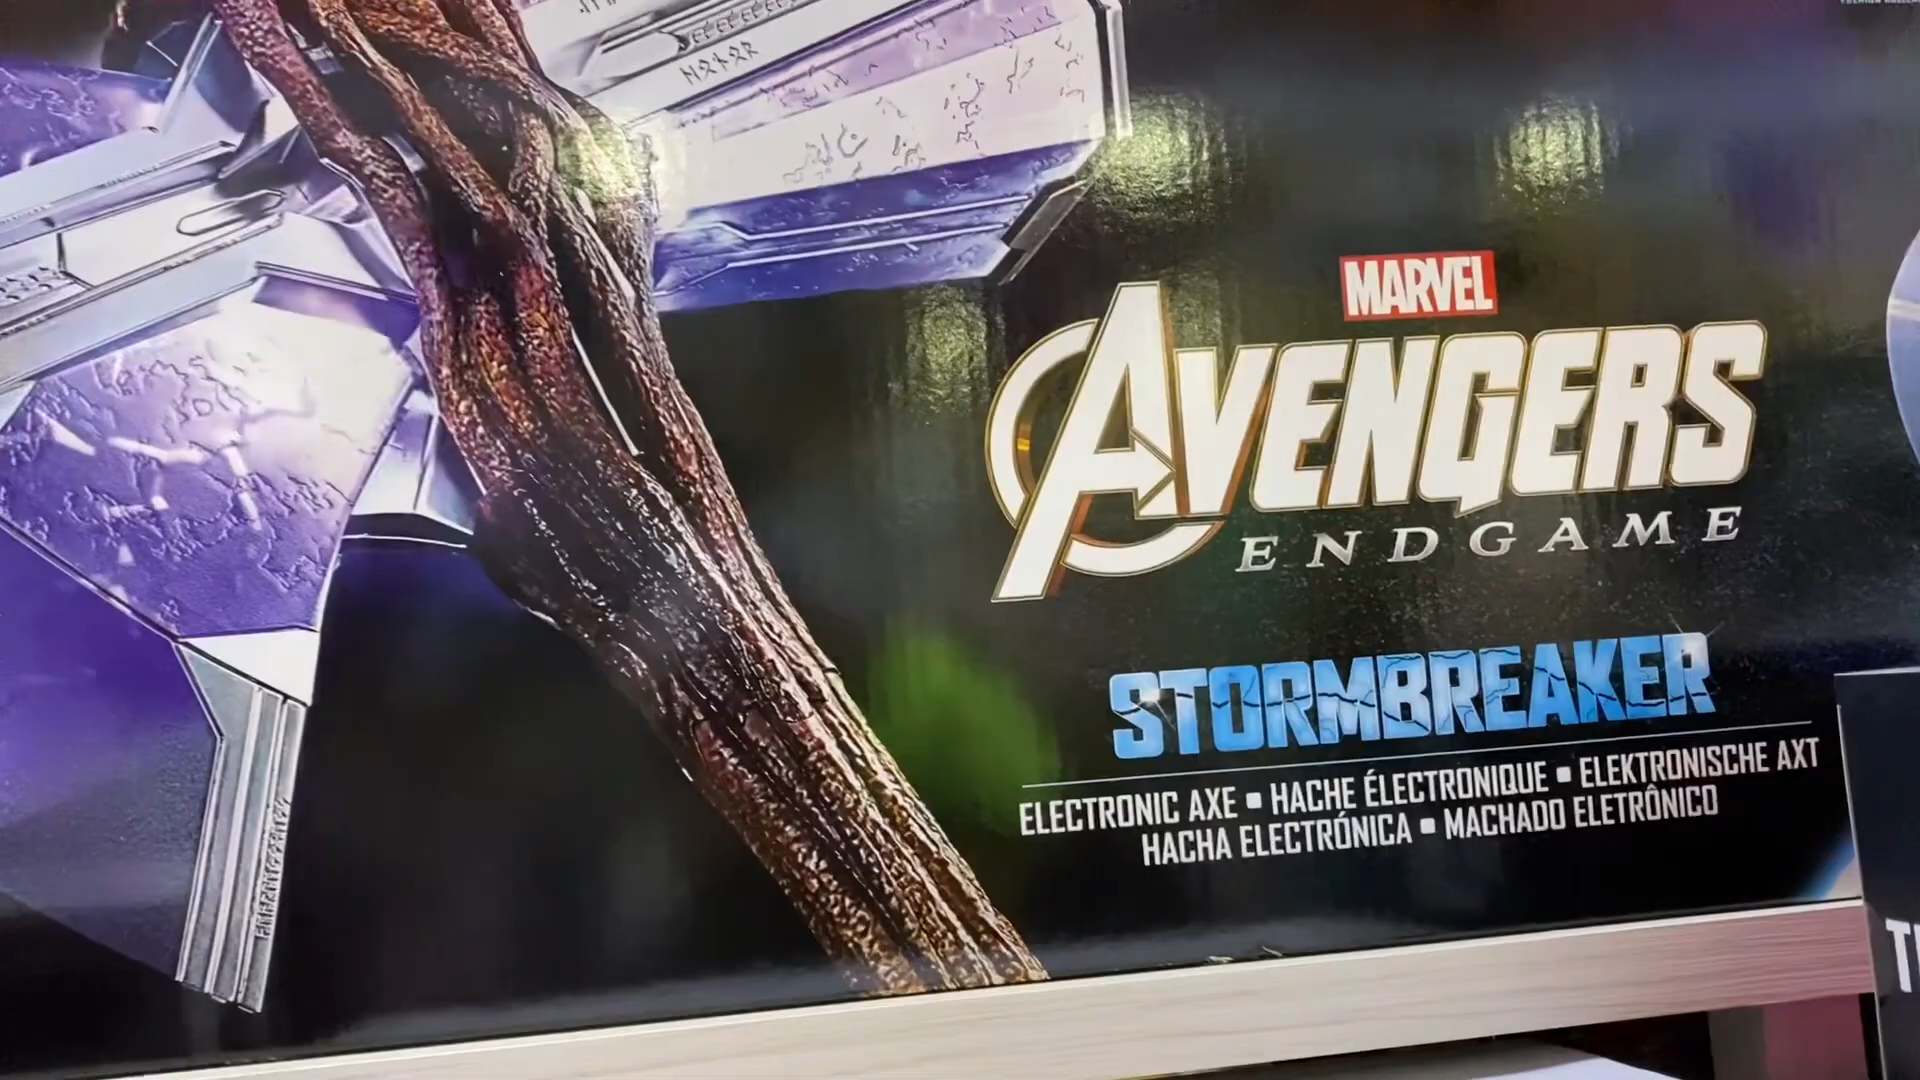 MARVEL
AVENGERS
ENDGAME
STORMBREAKER
ELECTRONIC AXE ▪ HACHE ÉLECTRONIQUE ▪ ELEKTRONISCHE AXT
HACHA ELECTRÓNICA ▪ MACHADO ELETRÔNICO